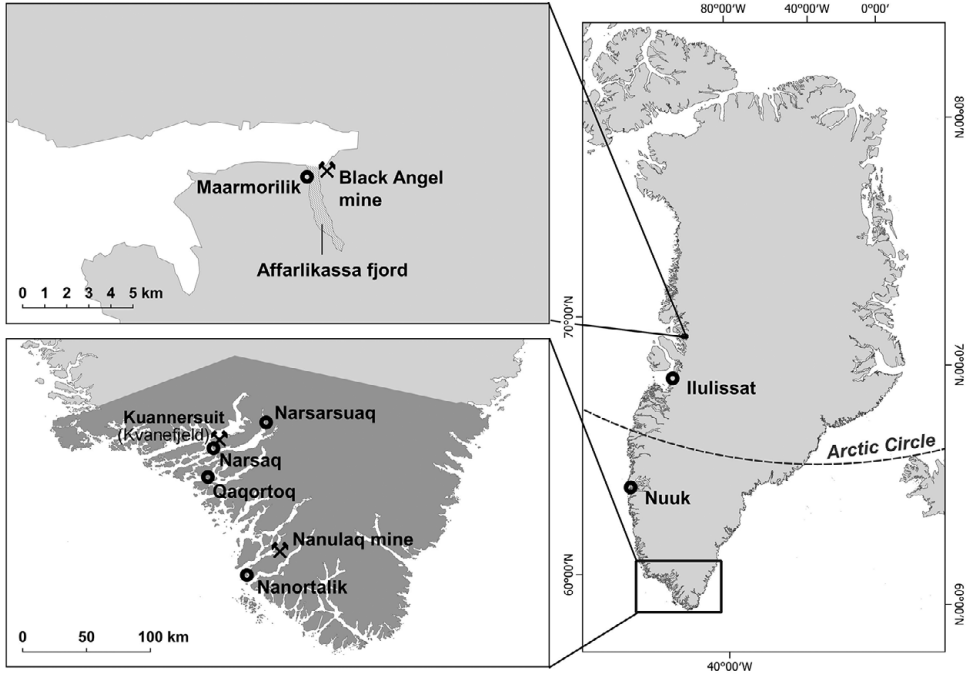 Maarmorilik
Black Angel
mine
Affarlikassa fjord
0 1 2 3 4 5 km
Kuannersuit
(Kvanefjeld)
Narsarsuaq
Narsaq
Qaqortoq
Nanulaq mine
Nanortalik
0 50 100 km
80°00'W 40°00'W 0°00'
80°00'N
70°00'N
70°00'N
Ilulissat
Arctic Circle
Nuuk
60°00'N
60°00'N
40°00'W